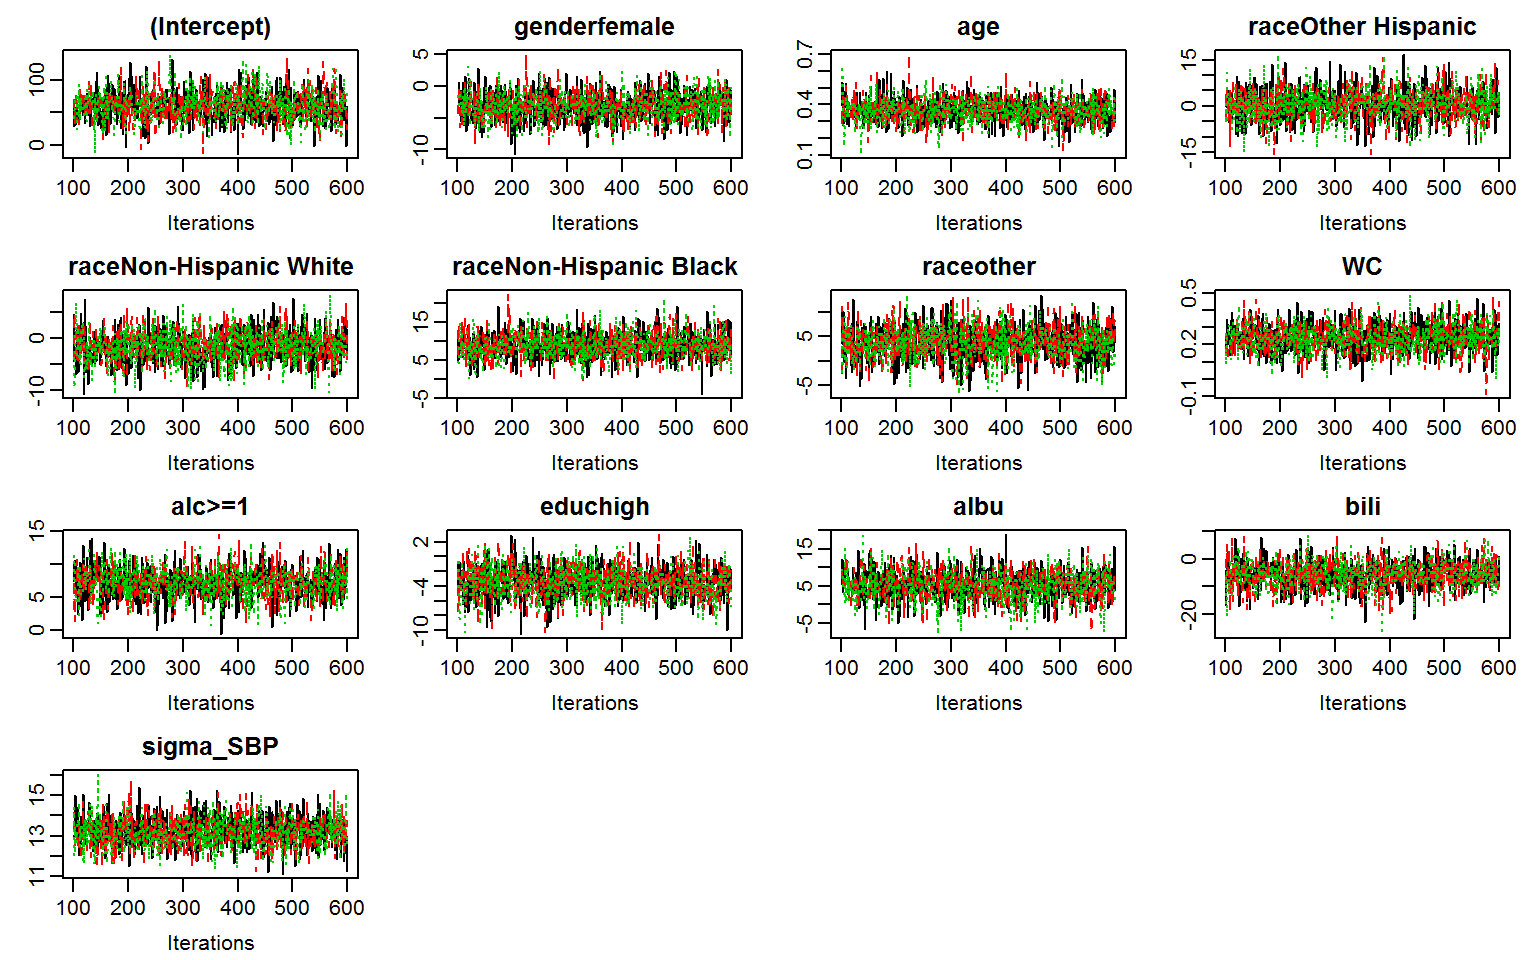 (Intercept) genderfemale age raceOther Hispanic
0 100
-10 0 5
0.1 0.4 0.7
-15 0 15
100 200 300 400 500 600 100 200 300 400 500 600 100 200 300 400 500 600 100 200 300 400 500 600
Iterations Iterations Iterations Iterations
raceNon-Hispanic White raceNon-Hispanic Black raceother WC
-10 0
-5 5 15
-5 5
-0.1 0.2 0.5
100 200 300 400 500 600 100 200 300 400 500 600 100 200 300 400 500 600 100 200 300 400 500 600
Iterations Iterations Iterations Iterations
alc>=1 educhigh albu bili
0 5 15
-10 -4 2
-5 5 15
-20 0
100 200 300 400 500 600 100 200 300 400 500 600 100 200 300 400 500 600 100 200 300 400 500 600
Iterations Iterations Iterations Iterations
sigma_SBP
11 13 15
100 200 300 400 500 600
Iterations